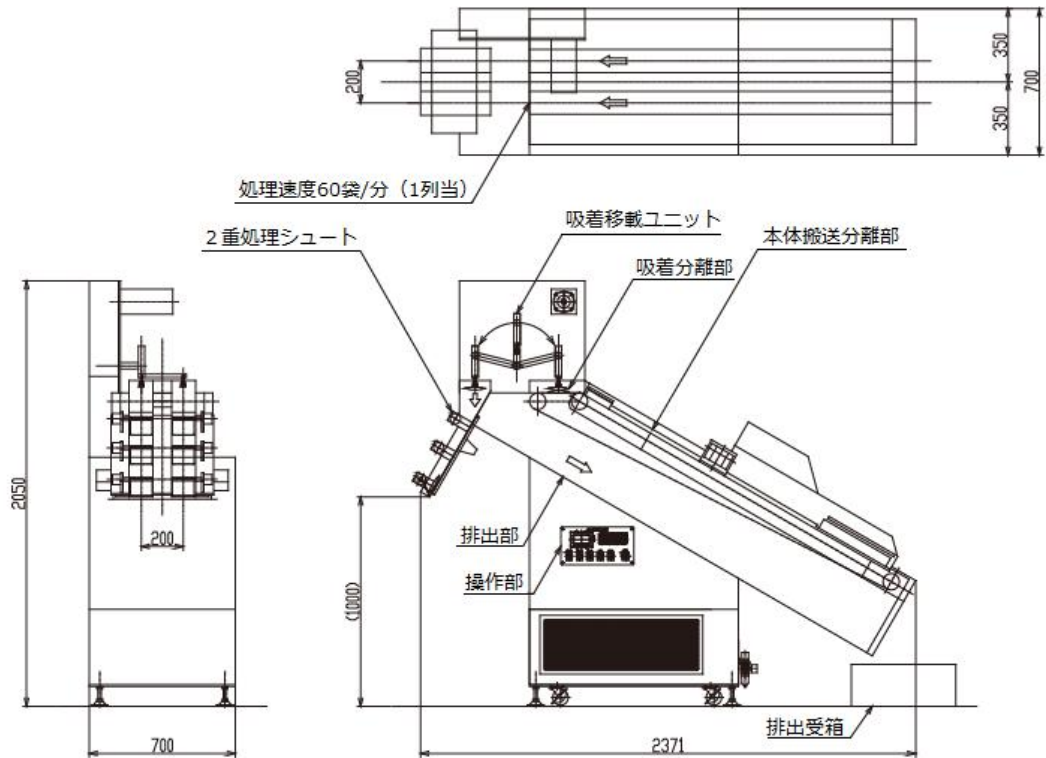 200
350
350
700
処理速度60袋/分（1列当）
２重処理シュート
吸着移載ユニット
本体搬送分離部
吸着分離部
2050
200
排出部
操作部
(1000)
700
2371
排出受箱